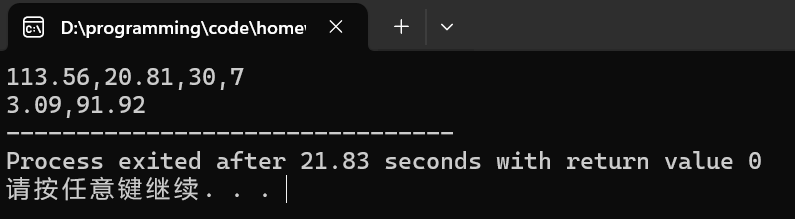 D:\programming\code\home
113.56,20.81,30,7
3.09,91.92
--------------------------------
Process exited after 21.83 seconds with return value 0
请按任意键继续. . .